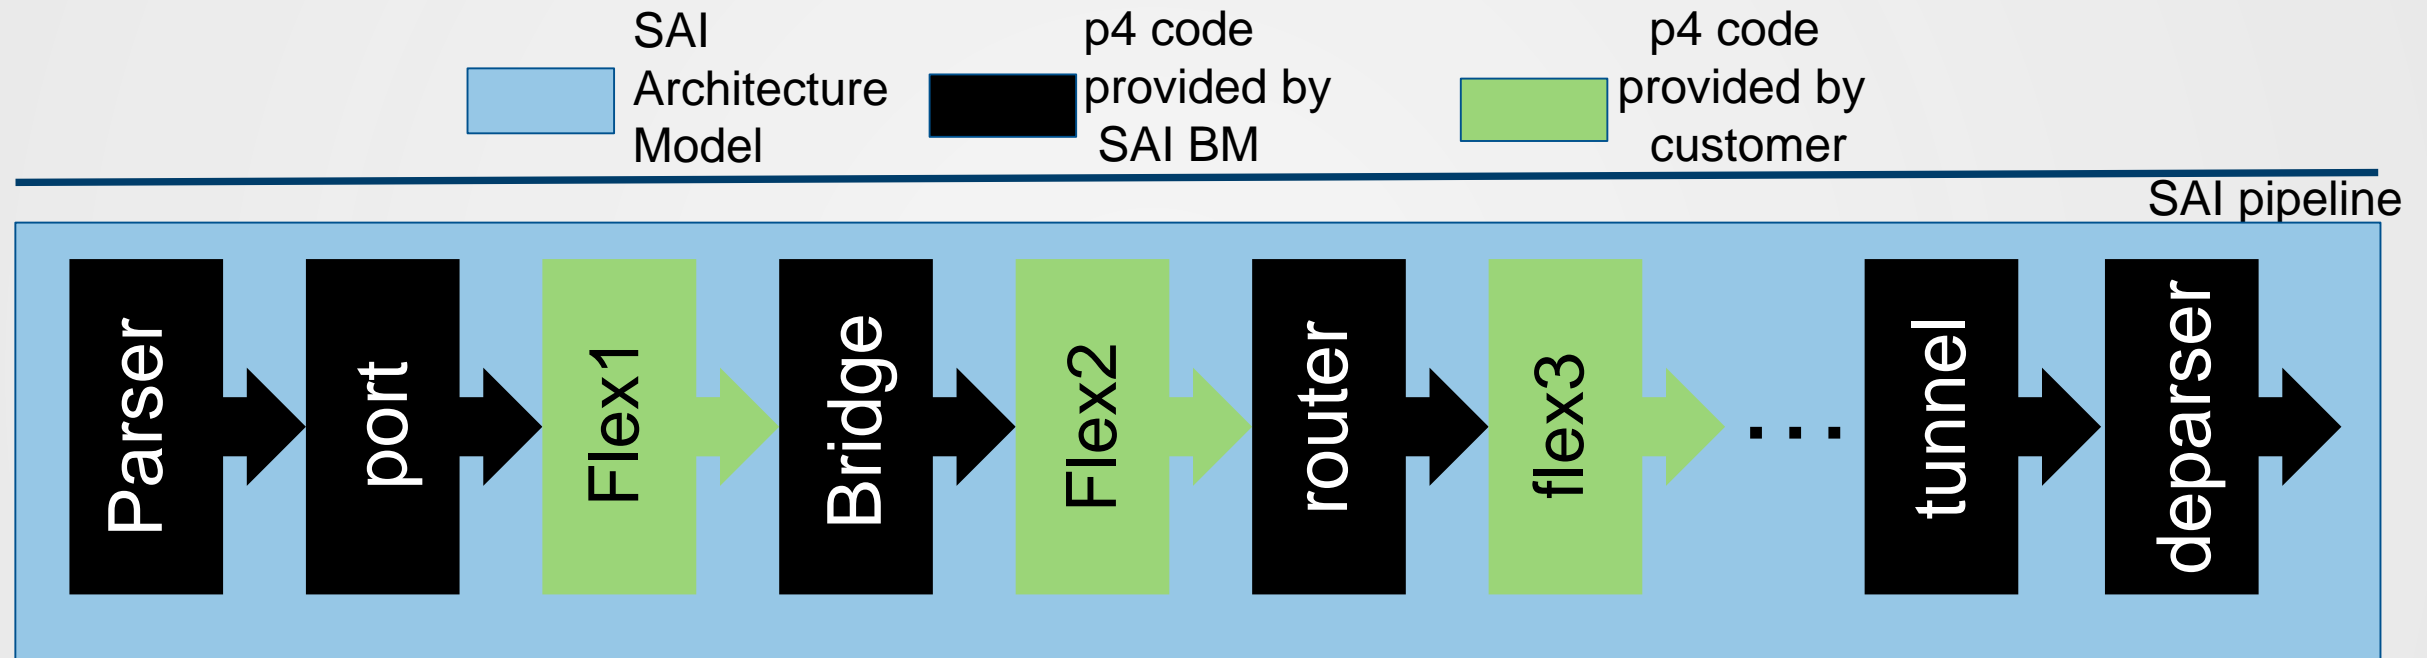 SAI
Architecture
Model
p4 code
provided by
SAI BM
p4 code
provided by
customer
SAI pipeline
Parser
port
Flex1
Bridge
Flex2
router
flex3
...
tunnel
deparser